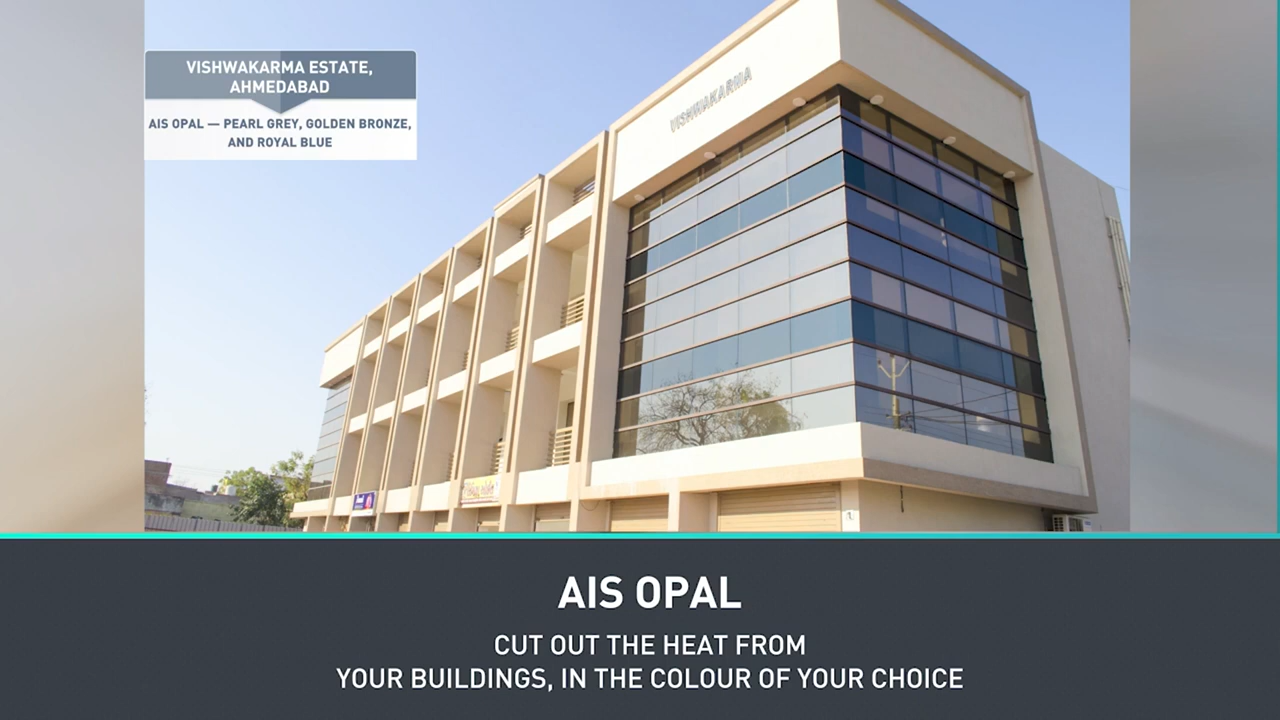 VISHWAKARMA ESTATE,
AHMEDABAD
AIS OPAL — PEARL GREY, GOLDEN BRONZE,
AND ROYAL BLUE
VISHWAKARMA
AIS OPAL
CUT OUT THE HEAT FROM
YOUR BUILDINGS, IN THE COLOUR OF YOUR CHOICE